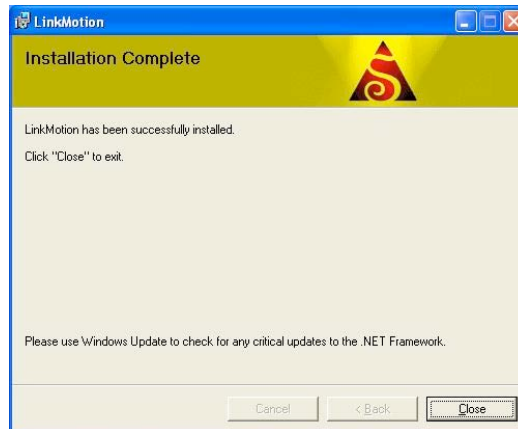 LinkMotion
Installation Complete
LinkMotion has been successfully installed.
Click "Close" to exit.
Please use Windows Update to check for any critical updates to the .NET Framework.
Cancel
< Back
Close